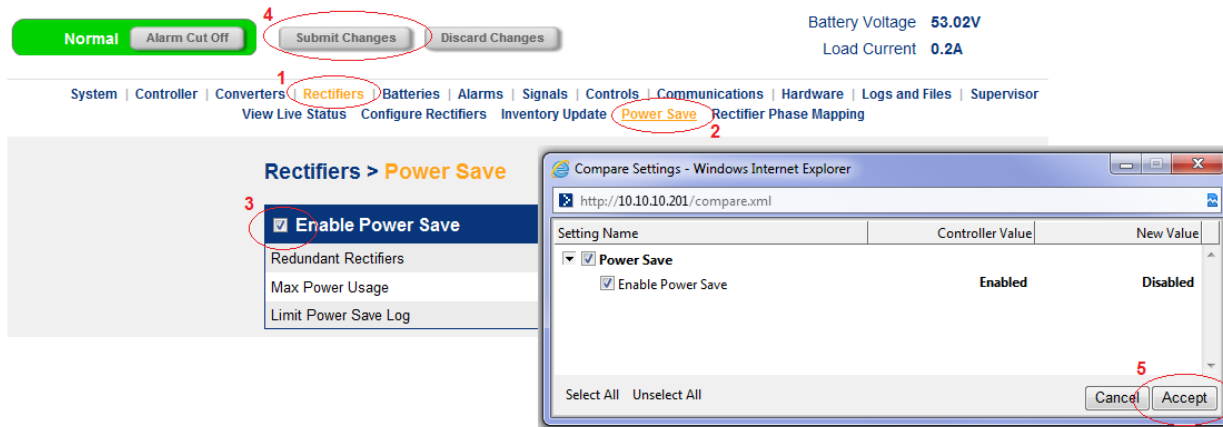 4
Normal Alarm Cut Off Submit Changes Discard Changes
Battery Voltage 53.02V
Load Current 0.2A
1
System | Controller | Converters | Rectifiers | Batteries | Alarms | Signals | Controls | Communications | Hardware | Logs and Files | Supervisor
View Live Status Configure Rectifiers Inventory Update Power Save Rectifier Phase Mapping
2
Rectifiers > Power Save
3
Enable Power Save
Redundant Rectifiers
Max Power Usage
Limit Power Save Log
Compare Settings - Windows Internet Explorer
http://10.10.10.201/compare.xml
Setting Name Controller Value New Value
Power Save
Enable Power Save Enabled Disabled
5
Select All Unselect All Cancel Accept